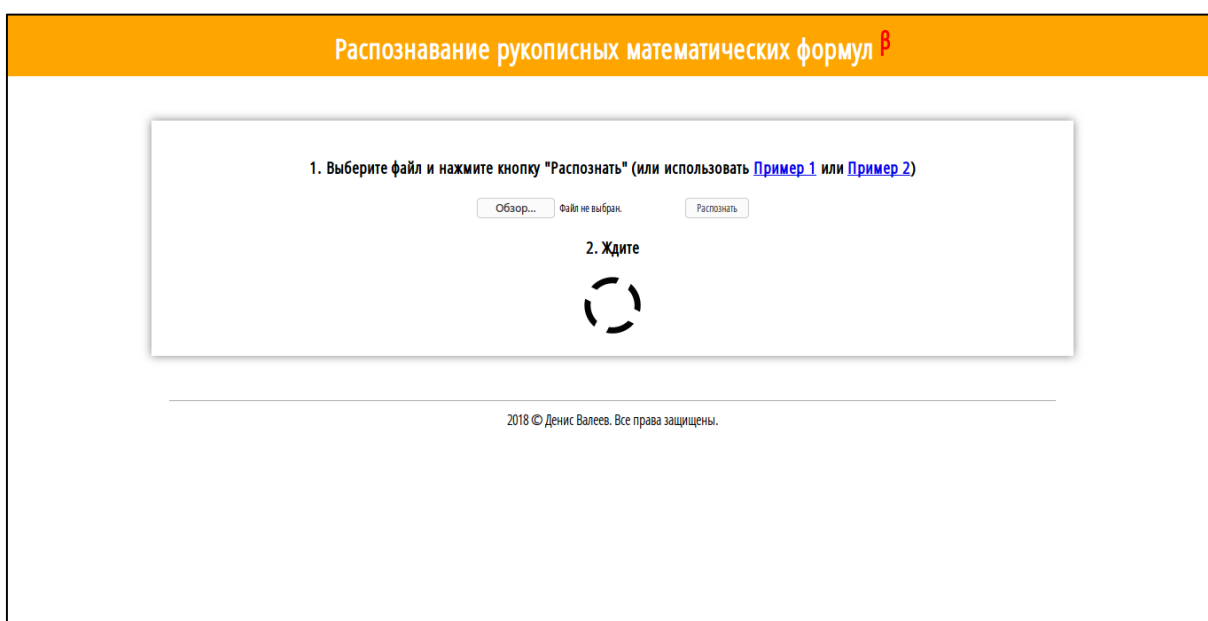 Распознавание рукописных математических формул β
1. Выберите файл и нажмите кнопку "Распознать" (или использовать Пример 1 или Пример 2)
Обзор... Файл не выбран. Распознать
2. Ждите
2018 © Денис Валеев. Все права защищены.